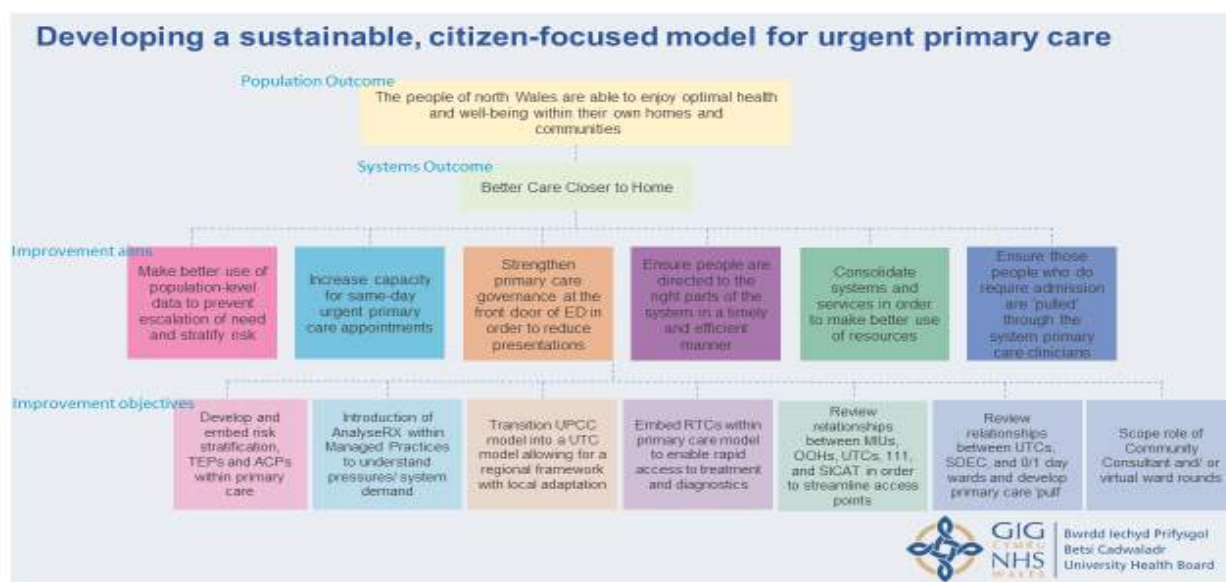 Developing a sustainable, citizen-focused model for urgent primary care
Population Outcome
The people of north Wales are able to enjoy optimal health
and well-being within their own homes and
communities
Systems Outcome
Better Care Closer to Home
Improvement aims
Make better use of
population-level
data to prevent
escalation of need
and stratify risk
Increase capacity
for same-day
urgent primary
care appointments
Strengthen
primary care
governance at the
front door of ED in
order to reduce
presentations
Ensure people are
directed to the
right parts of the
system in a timely
and efficient
manner
Consolidate
systems and
services in order
to make better use
of resources
Ensure those
people who do
require admission
are 'pulled'
through the
system primary
care clinicians
Improvement objectives
Develop and
embed risk
stratification,
TEPs and ACPs
within primary
care
Introduction of
AnalyseRX within
Managed Practices
to understand
pressures/ system
demand
Transition UPCC
model into a UTC
model allowing for
a regional framework
with local adaptation
Embed RTCs within
primary care model
to enable rapid
access to treatment
and diagnostics
Review
relationships
between MIUs,
OOHs, UTCs, 111,
and SICAT in order
to streamline access
points
Review
relationships
between UTCs,
SDEC, and 0/1 day
wards and develop
primary care 'pull'
Scope role of
Community
Consultant and/ or
virtual ward rounds
GIG
CYMRU
NHS
WALES
Bwrdd Iechyd Prifysgol
Betsi Cadwaladr
University Health Board